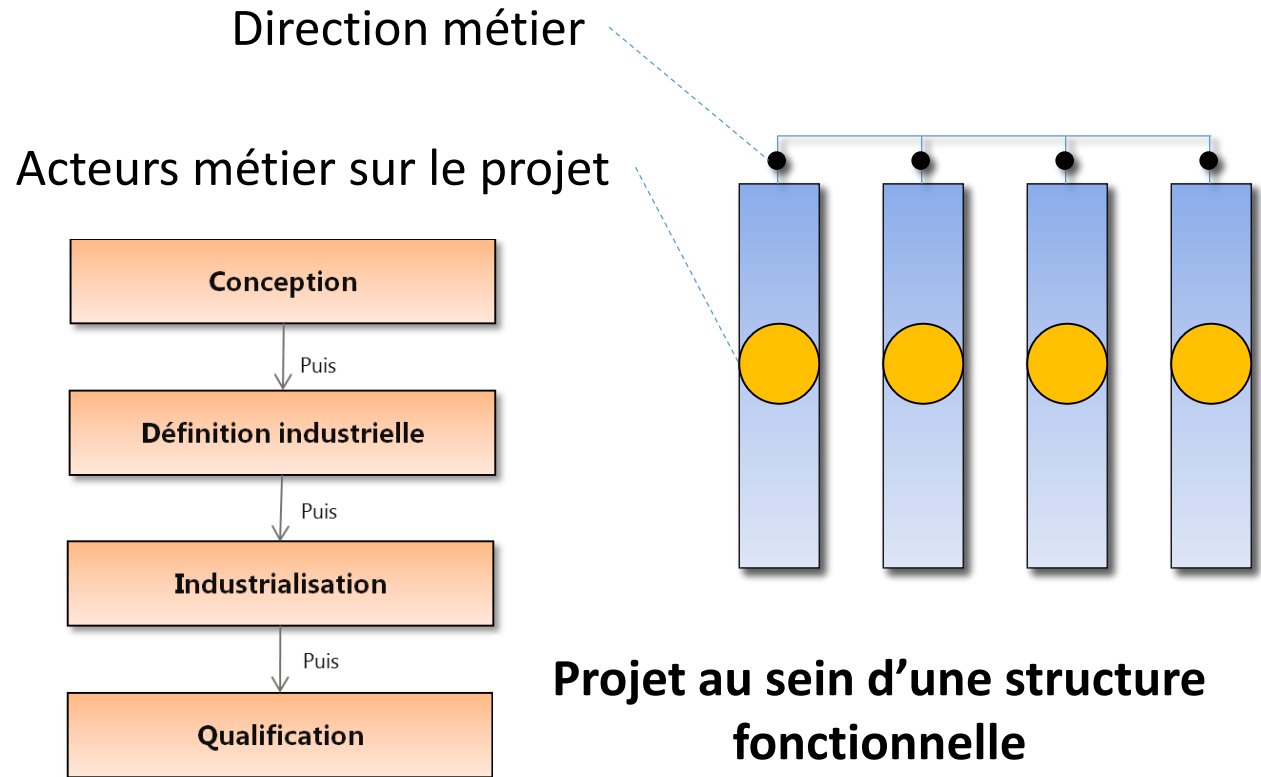 Direction métier
Acteurs métier sur le projet
Conception
Puis
Définition industrielle
Puis
Industrialisation
Puis
Qualification
Projet au sein d’une structure
fonctionnelle